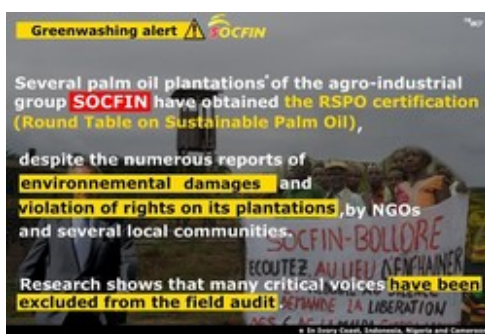 Greenwashing alert SOCFIN
Several palm oil plantations* of the agro-industrial
group SOCFIN have obtained the RSPO certification
(Round Table on Sustainable Palm Oil),
despite the numerous reports of
environnemental damages and
violation of rights on its plantations ,by NGOs
and several local communities.
SOCFIN-BOLLORE
ECOUTEZ AU LIEU
DEMANDE LA LIBERATION
Research shows that many critical voices have been
excluded from the field audit
* In Ivory Coast, Indonesia, Nigeria and Cameroon